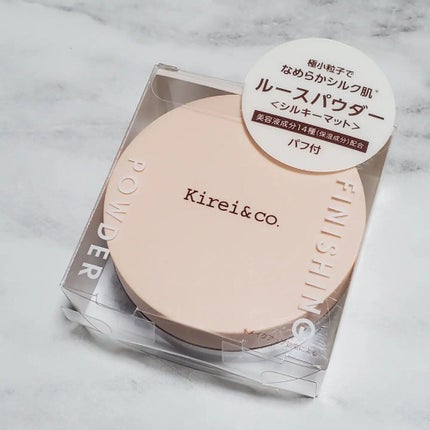 極小粒子で
なめらかシルク肌*
ルースパウダー
<シルキーマット>
美容液成分14種(保湿成分)配合
パフ付
Kirei&co.
FINISHING
POWDER